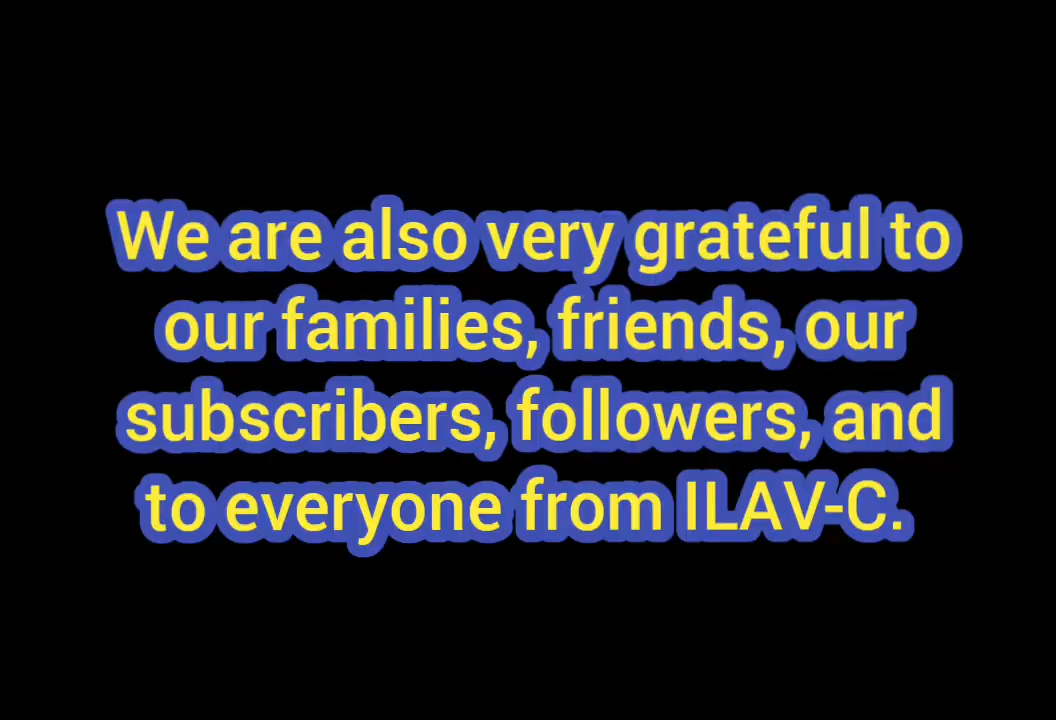 We are also very grateful to
our families, friends, our
subscribers, followers, and
to everyone from ILAV-C.